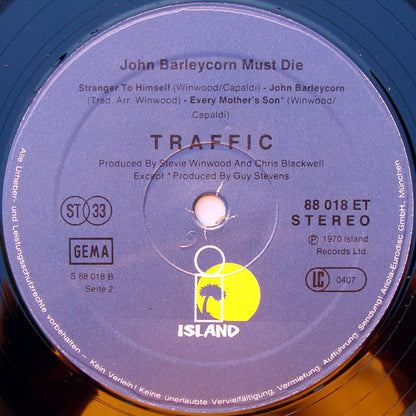 John Barleycorn Must Die
Stranger To Himself (Winwood/Capaldi) - John Barleycorn
(Trad. Arr. Winwood) - Every Mother's Son* (Winwood/
Capaldi)
TRAFFIC
Produced By Stevie Winwood And Chris Blackwell
Except * Produced By Guy Stevens
ST 33
88 018 ET
STEREO
GEMA
℗ 1970 Island
Records Ltd
S 88 018 B
Seite 2
LC 0407
i
ISLAND
Alle Urheber- und Leistungsschutzrechte vorbehalten - Kein Verleih! Keine unerlaubte Vervielfältigung, Vermietung, Aufführung, Sendung! Ariola-Eurodisc GmbH, München